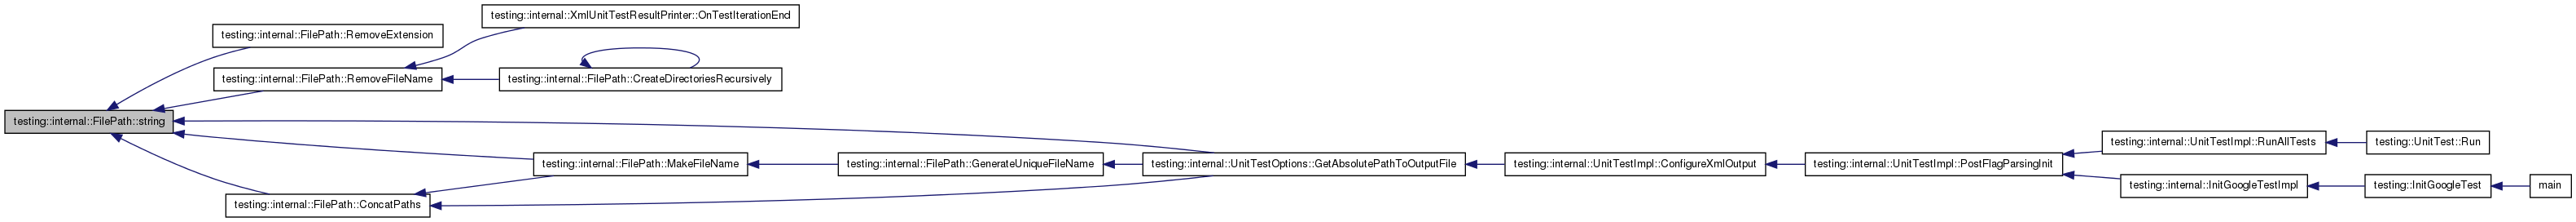 testing::internal::XmlUnitTestResultPrinter::OnTestIterationEnd
testing::internal::FilePath::RemoveExtension
testing::internal::FilePath::RemoveFileName
testing::internal::FilePath::CreateDirectoriesRecursively
testing::internal::FilePath::string
testing::internal::UnitTestImpl::RunAllTests
testing::UnitTest::Run
testing::internal::FilePath::MakeFileName
testing::internal::FilePath::GenerateUniqueFileName
testing::internal::UnitTestOptions::GetAbsolutePathToOutputFile
testing::internal::UnitTestImpl::ConfigureXmlOutput
testing::internal::UnitTestImpl::PostFlagParsingInit
testing::internal::InitGoogleTestImpl
testing::InitGoogleTest
main
testing::internal::FilePath::ConcatPaths